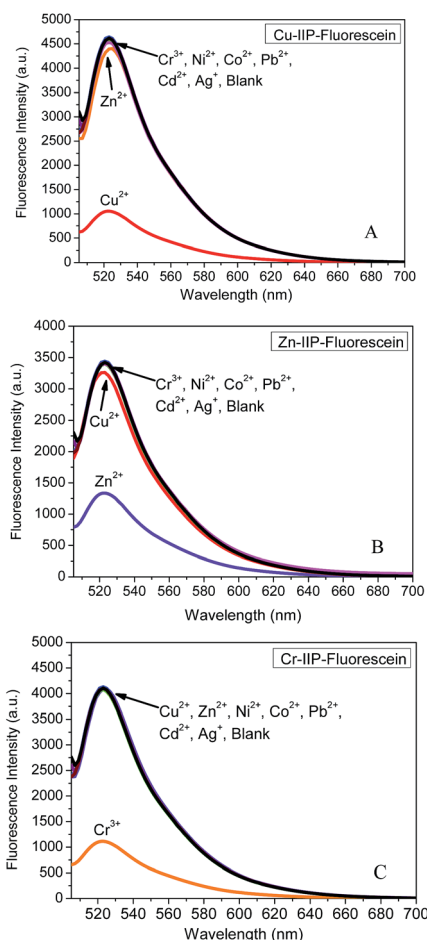 Cu-IIP-Fluorescein
Cr3+, Ni2+, Co2+, Pb2+,
Cd2+, Ag+, Blank
Zn2+
Cu2+
A
5000
4500
4000
3500
3000
2500
2000
1500
1000
500
0
520 540 560 580 600 620 640 660 680 700
Wavelength (nm)
Fluorescence Intensity (a.u.)
Zn-IIP-Fluorescein
Cr3+, Ni2+, Co2+, Pb2+,
Cd2+, Ag+, Blank
Cu2+
Zn2+
B
4000
3500
3000
2500
2000
1500
1000
500
0
520 540 560 580 600 620 640 660 680 700
Wavelength (nm)
Fluorescence Intensity (a.u.)
Cr-IIP-Fluorescein
Cu2+, Zn2+, Ni2+, Co2+, Pb2+,
Cd2+, Ag+, Blank
Cr3+
C
5000
4500
4000
3500
3000
2500
2000
1500
1000
500
0
520 540 560 580 600 620 640 660 680 700
Wavelength (nm)
Fluorescence Intensity (a.u.)